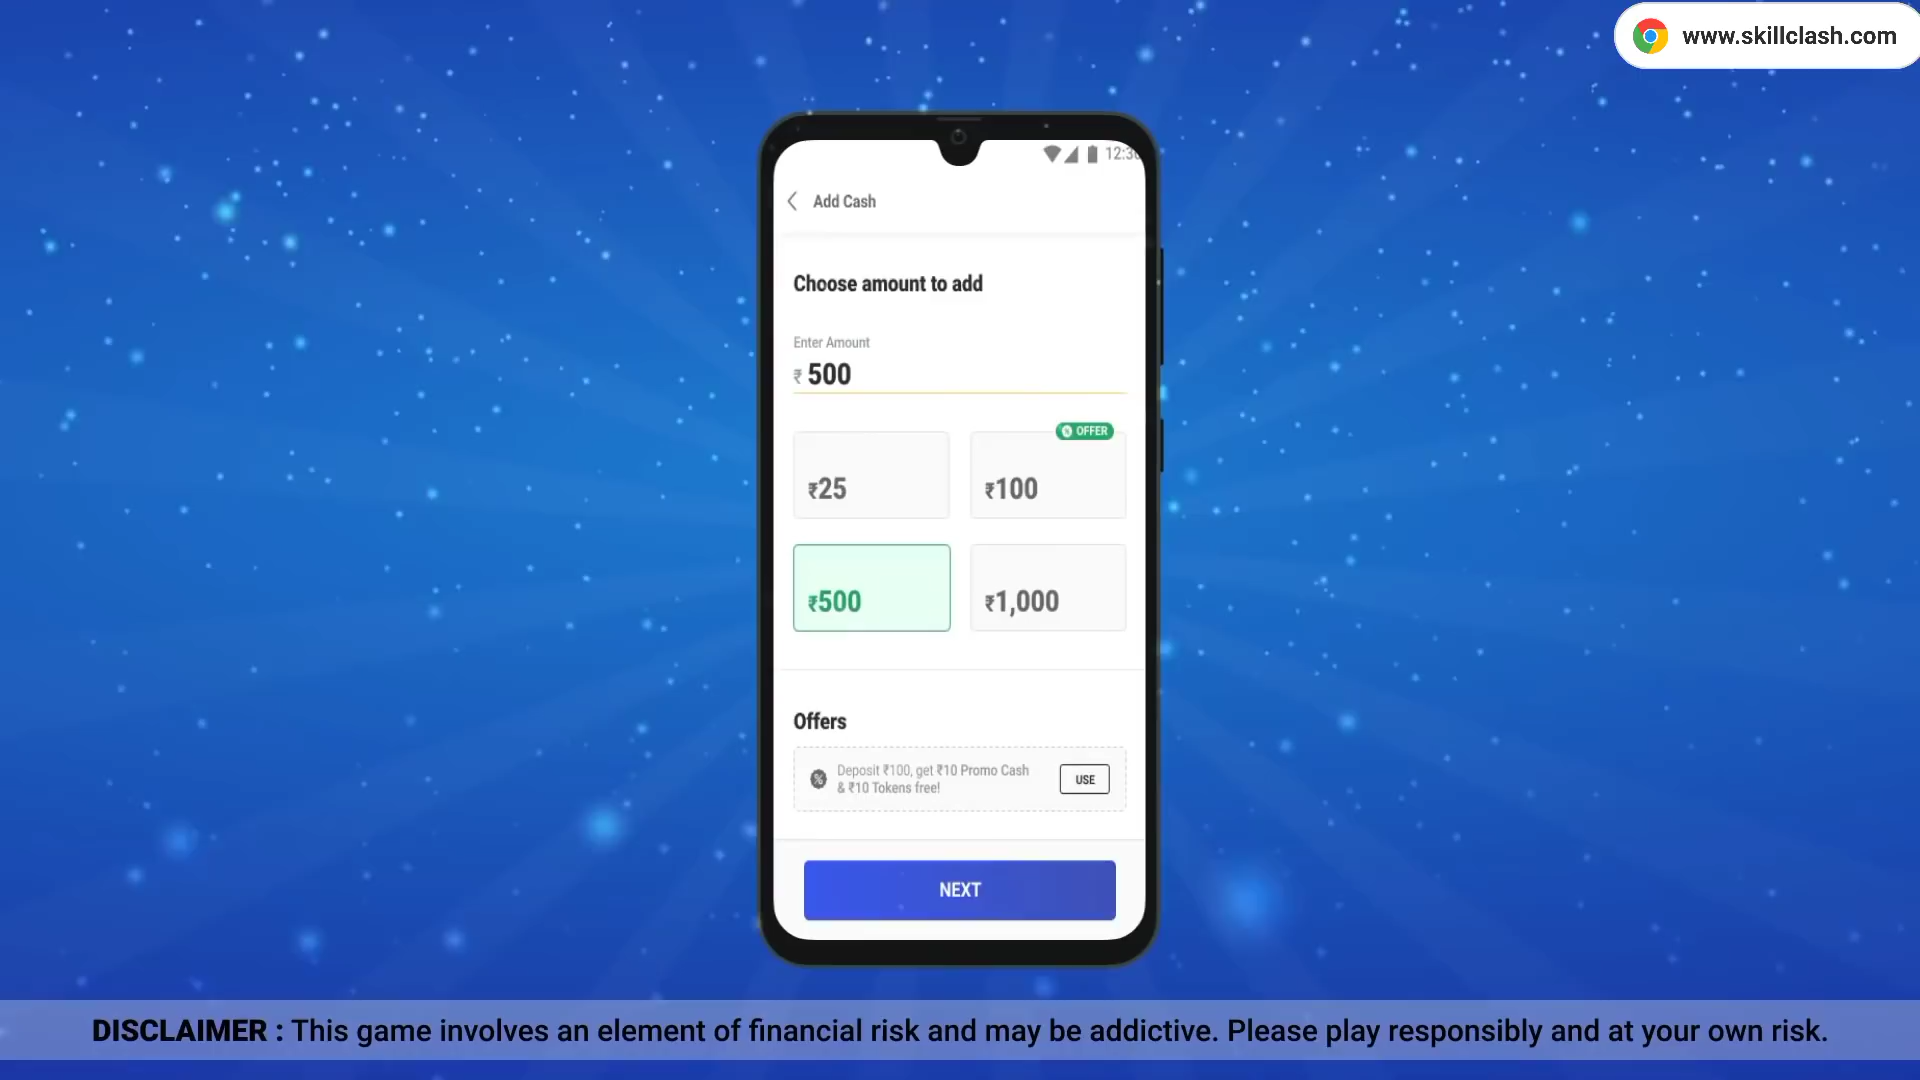 www.skillclash.com
Add Cash
Choose amount to add
Enter Amount
₹ 500
OFFER
₹25
₹100
₹500
₹1,000
Offers
Deposit ₹100, get ₹10 Promo Cash
& ₹10 Tokens free!
USE
NEXT
DISCLAIMER : This game involves an element of financial risk and may be addictive. Please play responsibly and at your own risk.